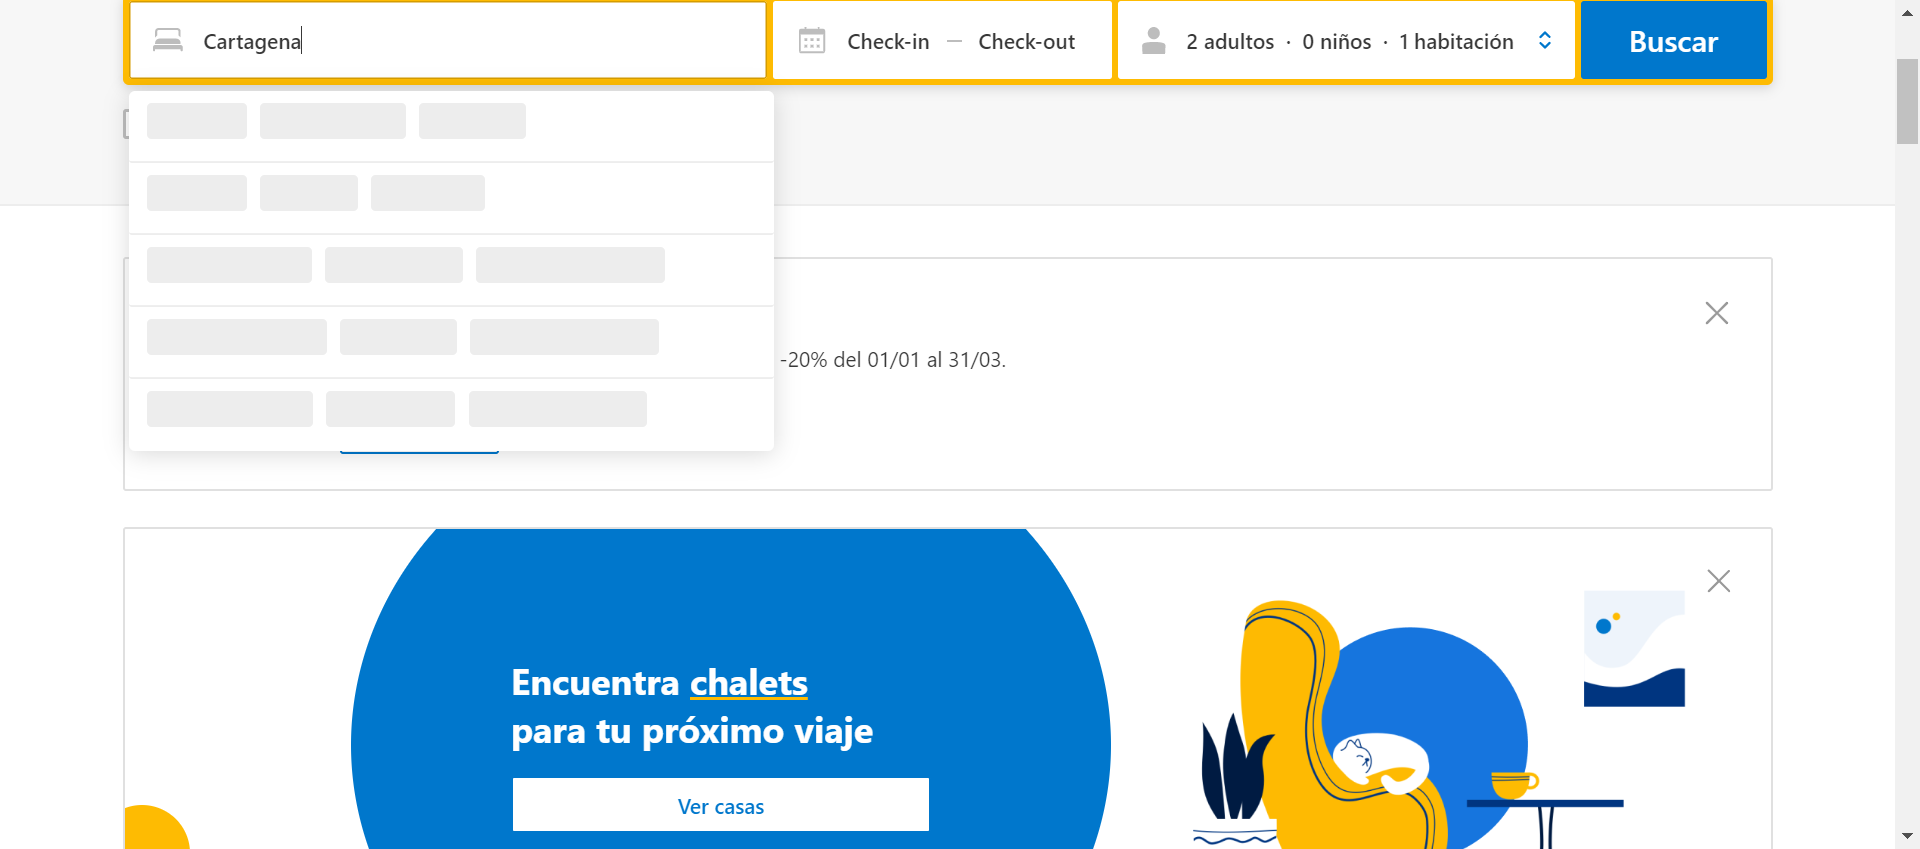 Cartagena
Check-in — Check-out
2 adultos · 0 niños · 1 habitación
Buscar
-20% del 01/01 al 31/03.
Encuentra chalets
para tu próximo viaje
Ver casas